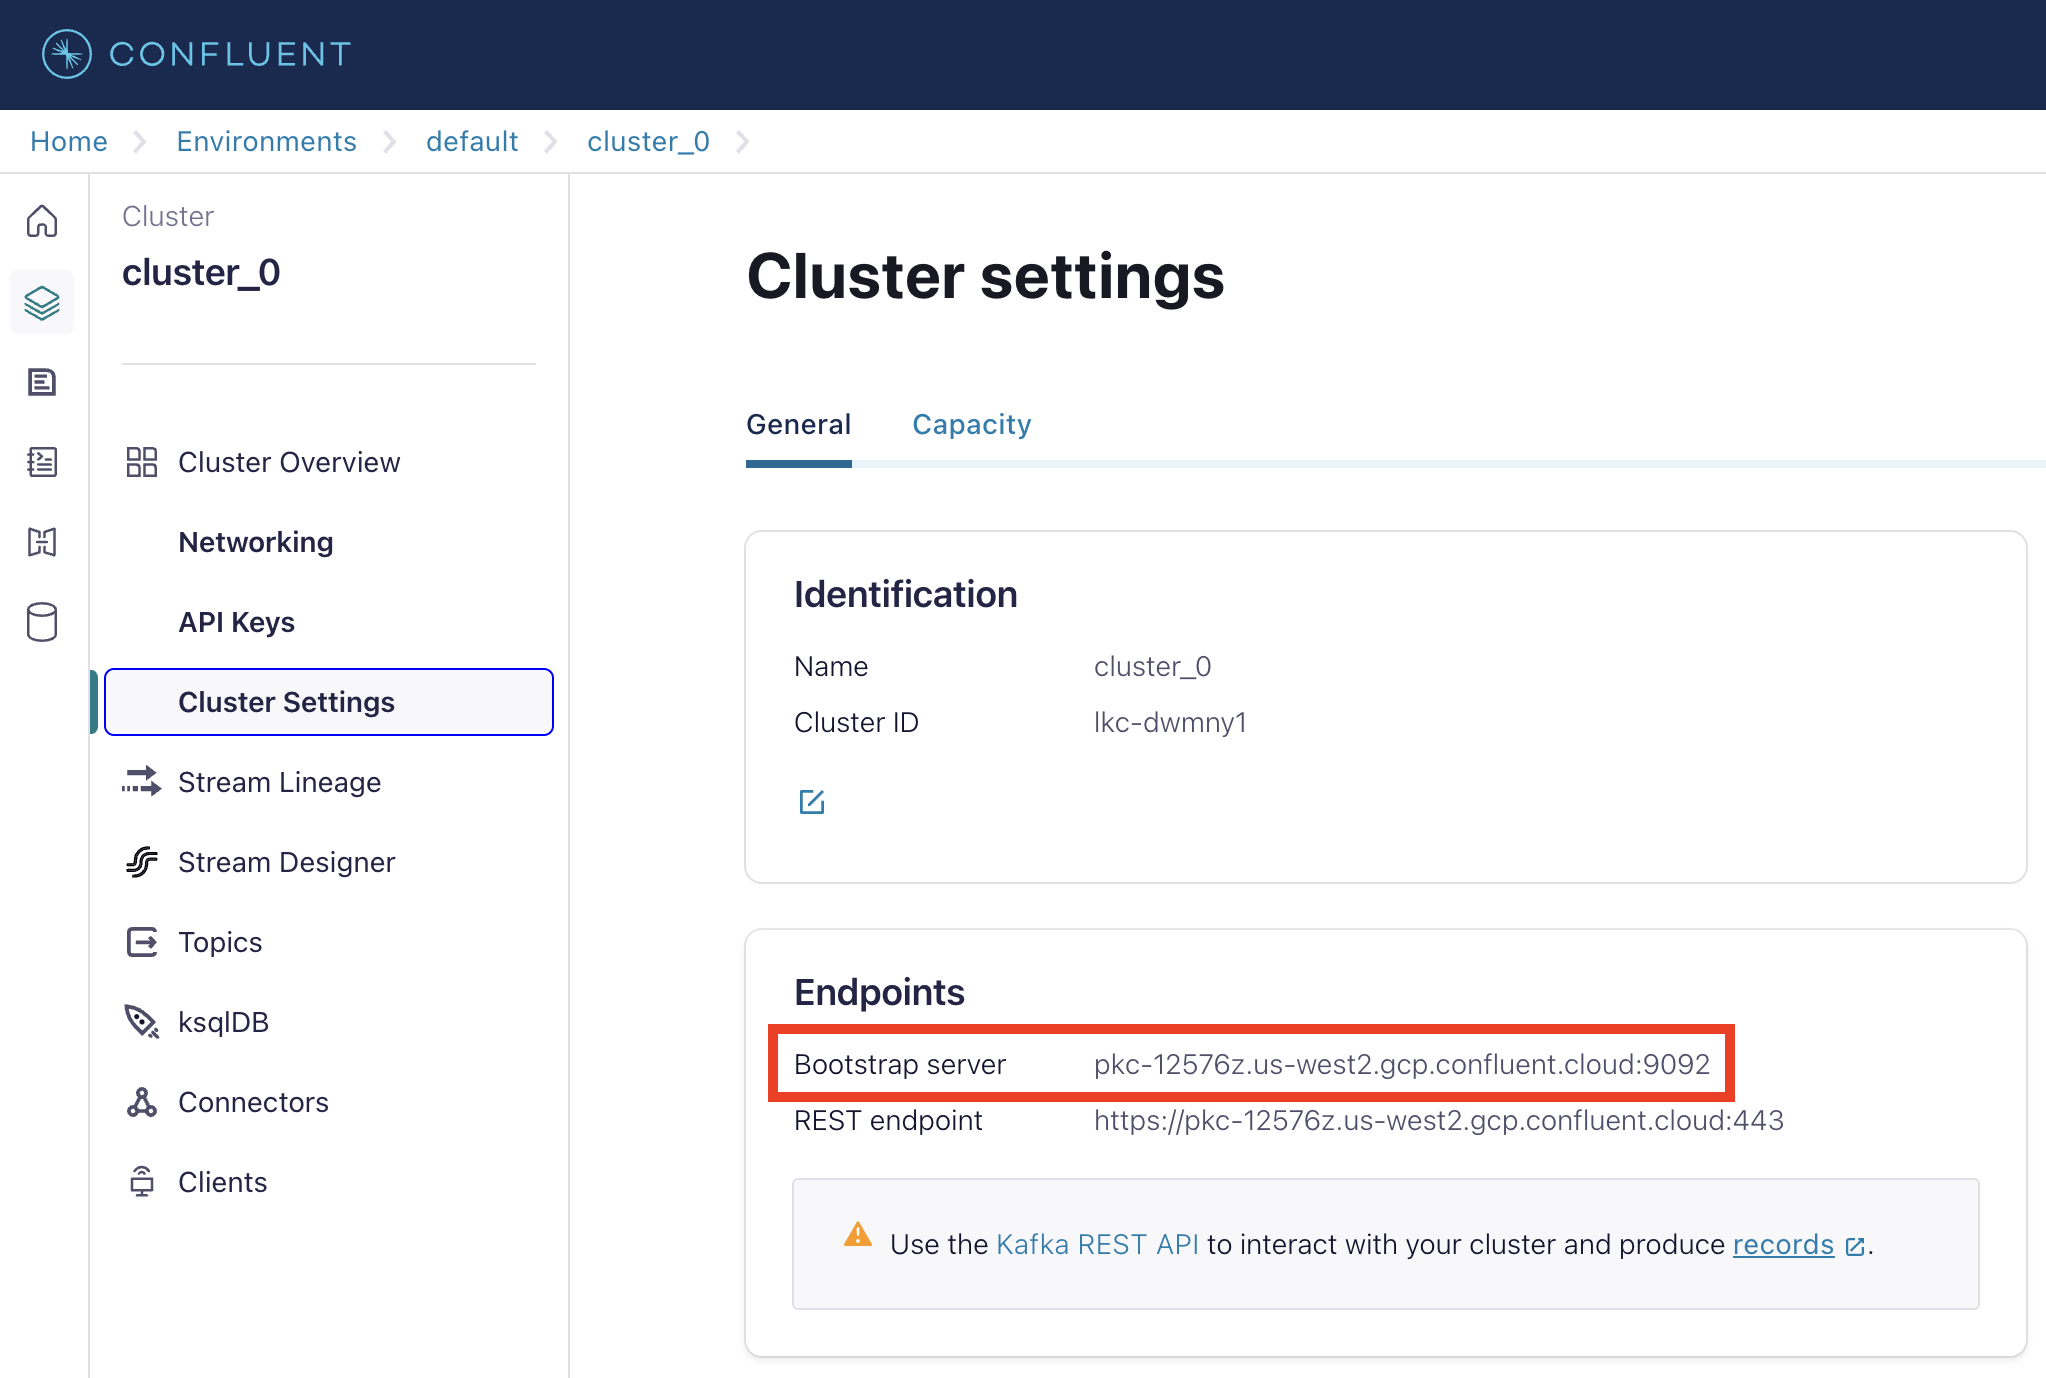 CONFLUENT
Home
Environments
default
cluster_0
Cluster
cluster_0
Cluster Overview
Networking
API Keys
Cluster Settings
Stream Lineage
Stream Designer
Topics
ksqlDB
Connectors
Clients
Cluster settings
General
Capacity
Identification
Name cluster_0
Cluster ID lkc-dwmny1
Endpoints
Bootstrap server pkc-12576z.us-west2.gcp.confluent.cloud:9092
REST endpoint https://pkc-12576z.us-west2.gcp.confluent.cloud:443
Use the Kafka REST API to interact with your cluster and produce records.